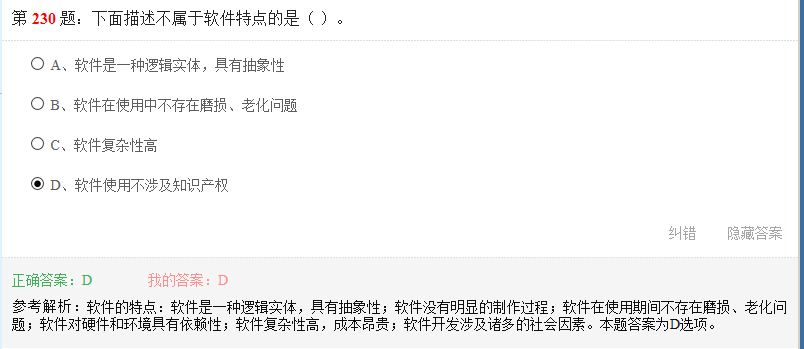 第 230 题：下面描述不属于软件特点的是（ ）。
A、软件是一种逻辑实体，具有抽象性
B、软件在使用中不存在磨损、老化问题
C、软件复杂性高
D、软件使用不涉及知识产权
纠错 隐藏答案
正确答案：D 我的答案：D
参考解析：软件的特点：软件是一种逻辑实体，具有抽象性；软件没有明显的制作过程；软件在使用期间不存在磨损、老化问
题；软件对硬件和环境具有依赖性；软件复杂性高，成本昂贵；软件开发涉及诸多的社会因素。本题答案为D选项。